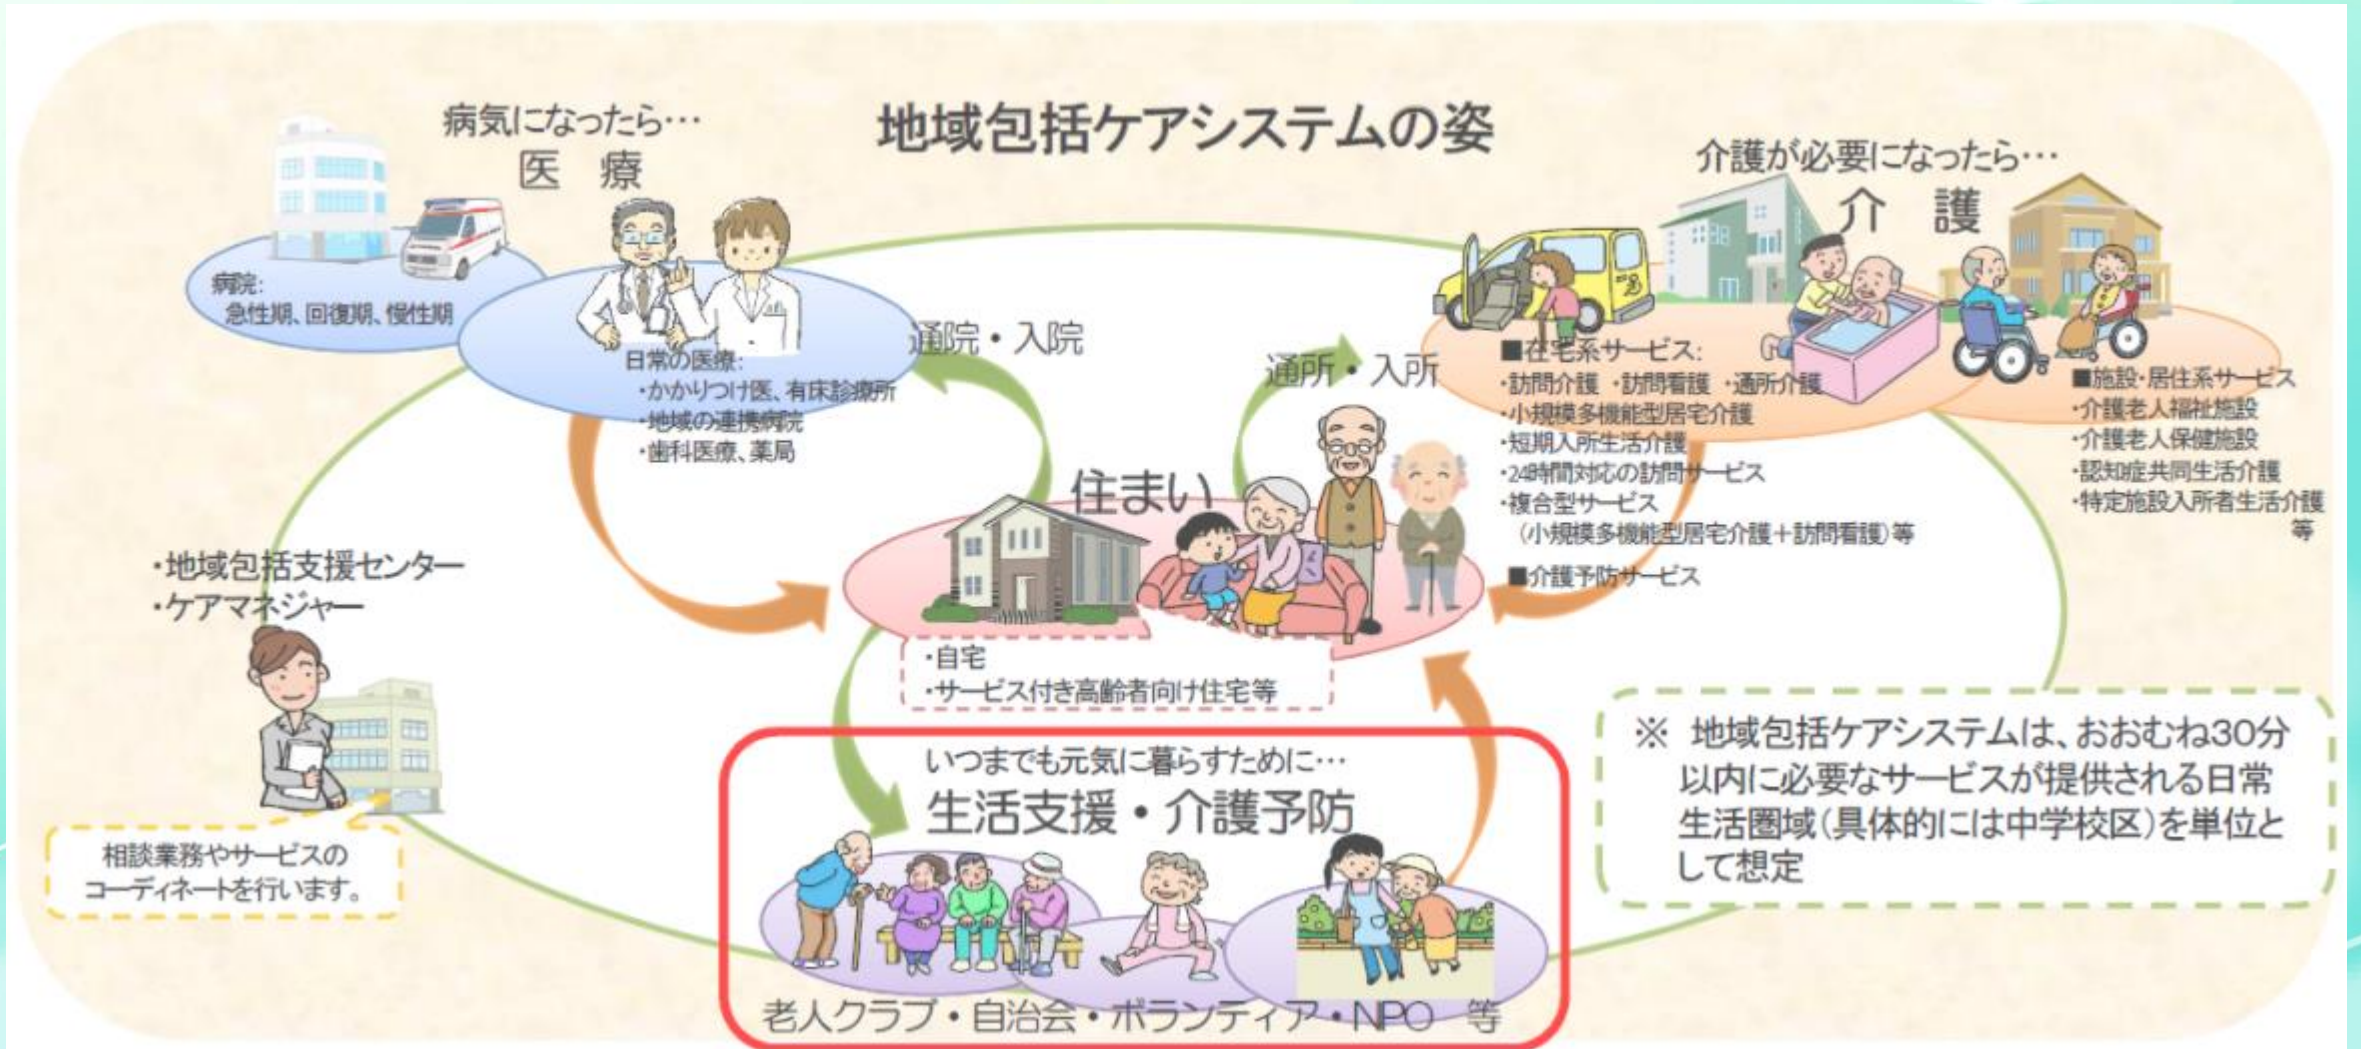 地域包括ケアシステムの姿
病気になったら…
医 療
病院:
急性期、回復期、慢性期
日常の医療:
・かかりつけ医、有床診療所
・地域の連携病院
・歯科医療、薬局
通院・入院
通所・入所
介護が必要になったら…
介 護
■在宅系サービス:
・訪問介護 ・訪問看護 ・通所介護
・小規模多機能型居宅介護
・短期入所生活介護
・24時間対応の訪問サービス
・複合型サービス
(小規模多機能型居宅介護+訪問看護)等
■介護予防サービス
■施設・居住系サービス
・介護老人福祉施設
・介護老人保健施設
・認知症共同生活介護
・特定施設入所者生活介護
等
住まい
・自宅
・サービス付き高齢者向け住宅等
・地域包括支援センター
・ケアマネジャー
相談業務やサービスの
コーディネートを行います。
いつまでも元気に暮らすために…
生活支援・介護予防
老人クラブ・自治会・ボランティア・NPO 等
※ 地域包括ケアシステムは、おおむね30分
以内に必要なサービスが提供される日常
生活圏域(具体的には中学校区)を単位と
して想定